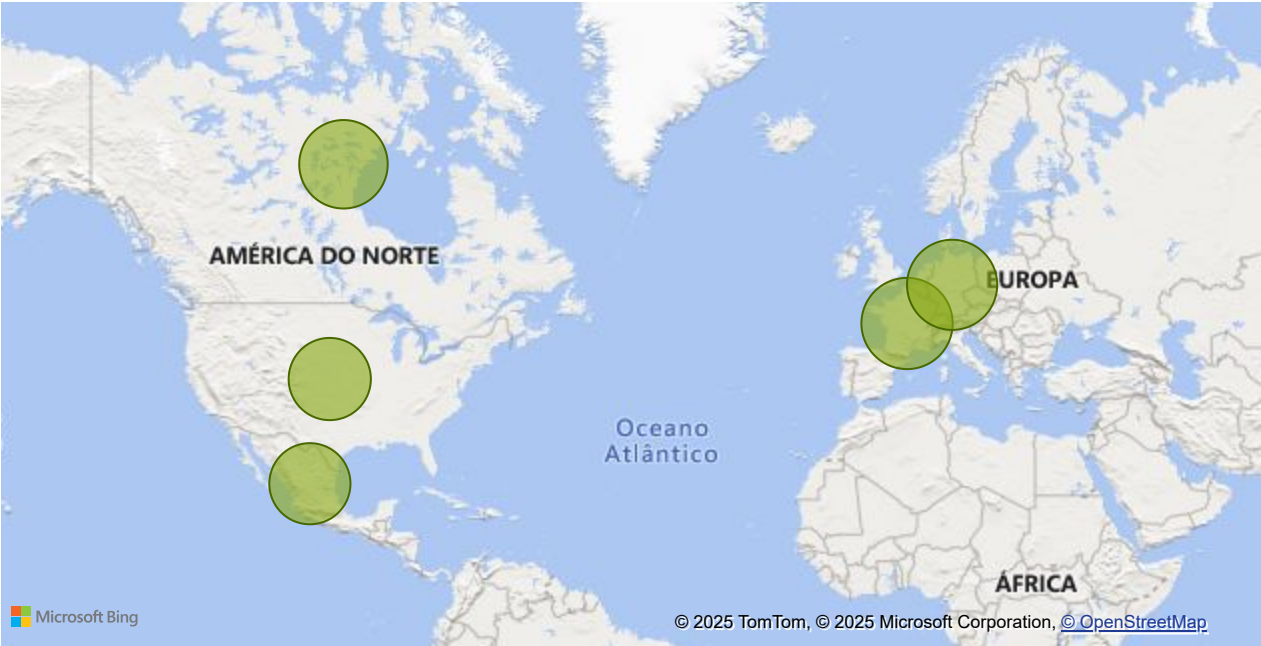 AMÉRICA DO NORTE
EUROPA
Oceano
Atlântico
ÁFRICA
Microsoft Bing
© 2025 TomTom, © 2025 Microsoft Corporation, © OpenStreetMap